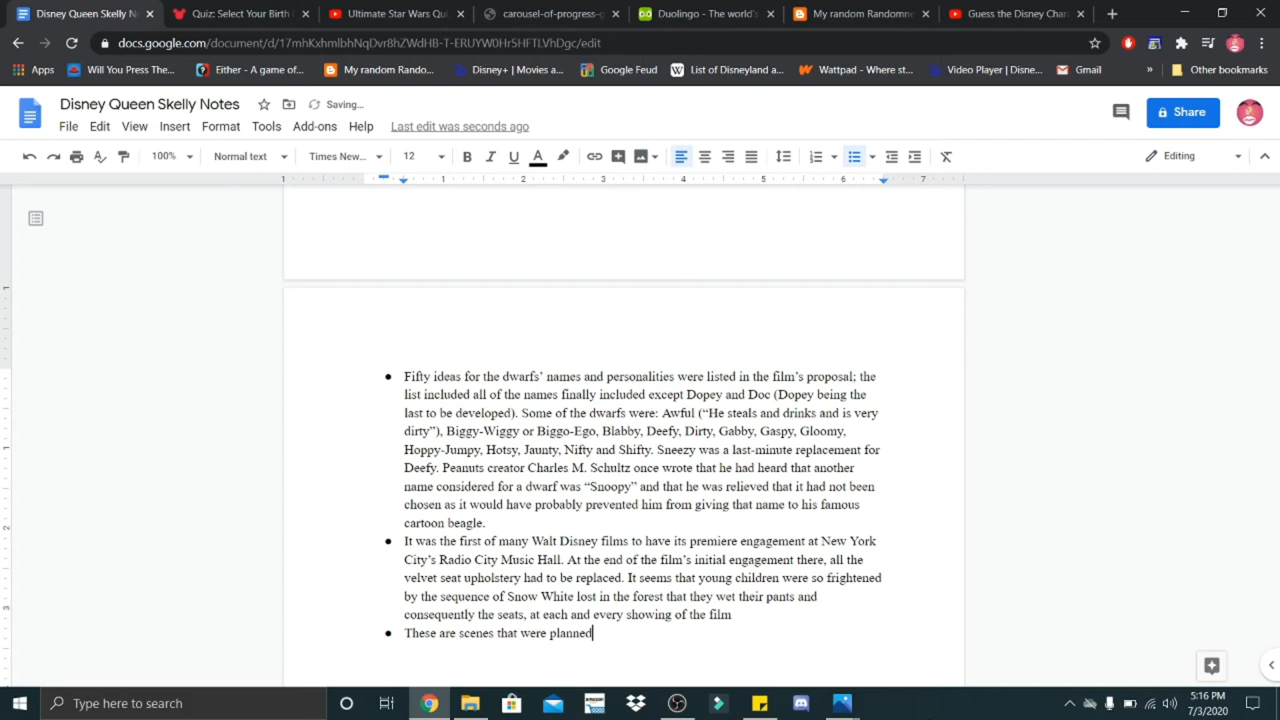 Disney Queen Skelly N
Quiz: Select Your Birth
Ultimate Star Wars Qu
carousel-of-progress-g
Duolingo - The world's
My random Randomne
Guess the Disney Char
docs.google.com/document/d/17mhKxhmlbhNqDvr8hZWdH8-T-ERUYW0Hr5HFTLVhDgc/edit
Apps
Will You Press The...
Either - A game of...
My random Rando...
Disney+ | Movies a...
Google Feud
List of Disneyland a...
Wattpad - Where st...
Video Player | Disne...
Gmail
»
Other bookmarks
Disney Queen Skelly Notes
Saving...
File Edit View Insert Format Tools Add-ons Help Last edit was seconds ago
Share
100% Normal text Times New... 12 B I U A Editing
1 1 2 3 4 5 6 7
● Fifty ideas for the dwarfs’ names and personalities were listed in the film’s proposal; the
list included all of the names finally included except Dopey and Doc (Dopey being the
last to be developed). Some of the dwarfs were: Awful (“He steals and drinks and is very
dirty”), Biggy-Wiggy or Biggo-Ego, Blabby, Deefy, Dirty, Gabby, Gaspy, Gloomy,
Hoppy-Jumpy, Hotsy, Jaunty, Nifty and Shifty. Sneezy was a last-minute replacement for
Deefy. Peanuts creator Charles M. Schultz once wrote that he had heard that another
name considered for a dwarf was “Snoopy” and that he was relieved that it had not been
chosen as it would have probably prevented him from giving that name to his famous
cartoon beagle.
● It was the first of many Walt Disney films to have its premiere engagement at New York
City’s Radio City Music Hall. At the end of the film’s initial engagement there, all the
velvet seat upholstery had to be replaced. It seems that young children were so frightened
by the sequence of Snow White lost in the forest that they wet their pants and
consequently the seats, at each and every showing of the film
● These are scenes that were planned
1
1
2
3
Type here to search
5:16 PM
7/3/2020